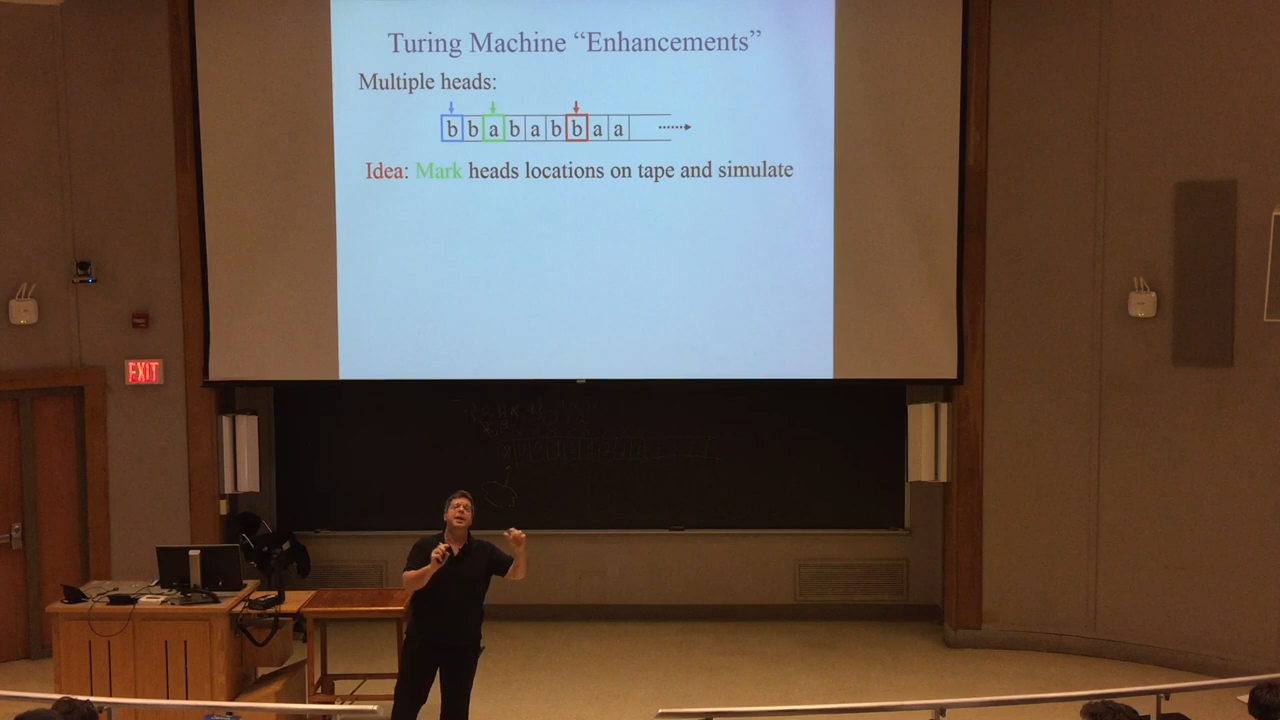 Turing Machine “Enhancements”
Multiple heads:
b b a b a b b a a
Idea: Mark heads locations on tape and simulate
EXIT